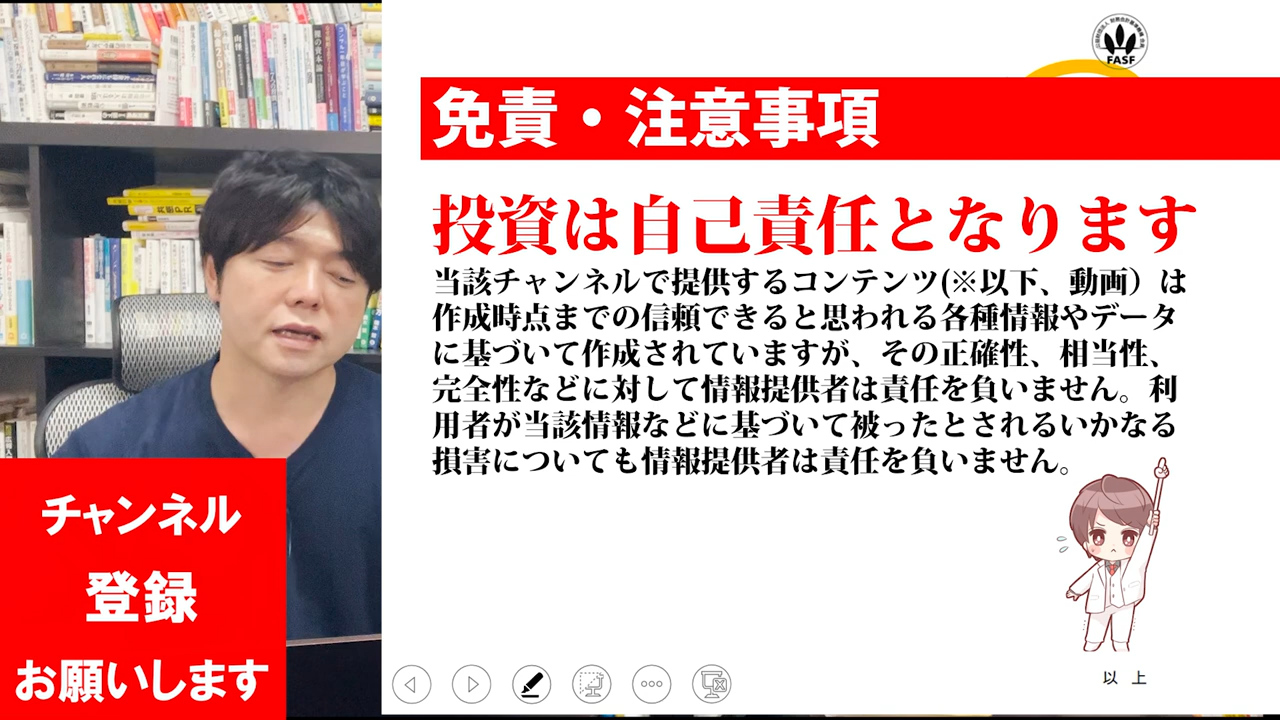 FASF
免責・注意事項
投資は自己責任となります
当該チャンネルで提供するコンテンツ(※以下、動画）は
作成時点までの信頼できると思われる各種情報やデータ
に基づいて作成されていますが、その正確性、相当性、
完全性などに対して情報提供者は責任を負いません。利
用者が当該情報などに基づいて被ったとされるいかなる
損害についても情報提供者は責任を負いません。
以 上
チャンネル
登録
お願いします